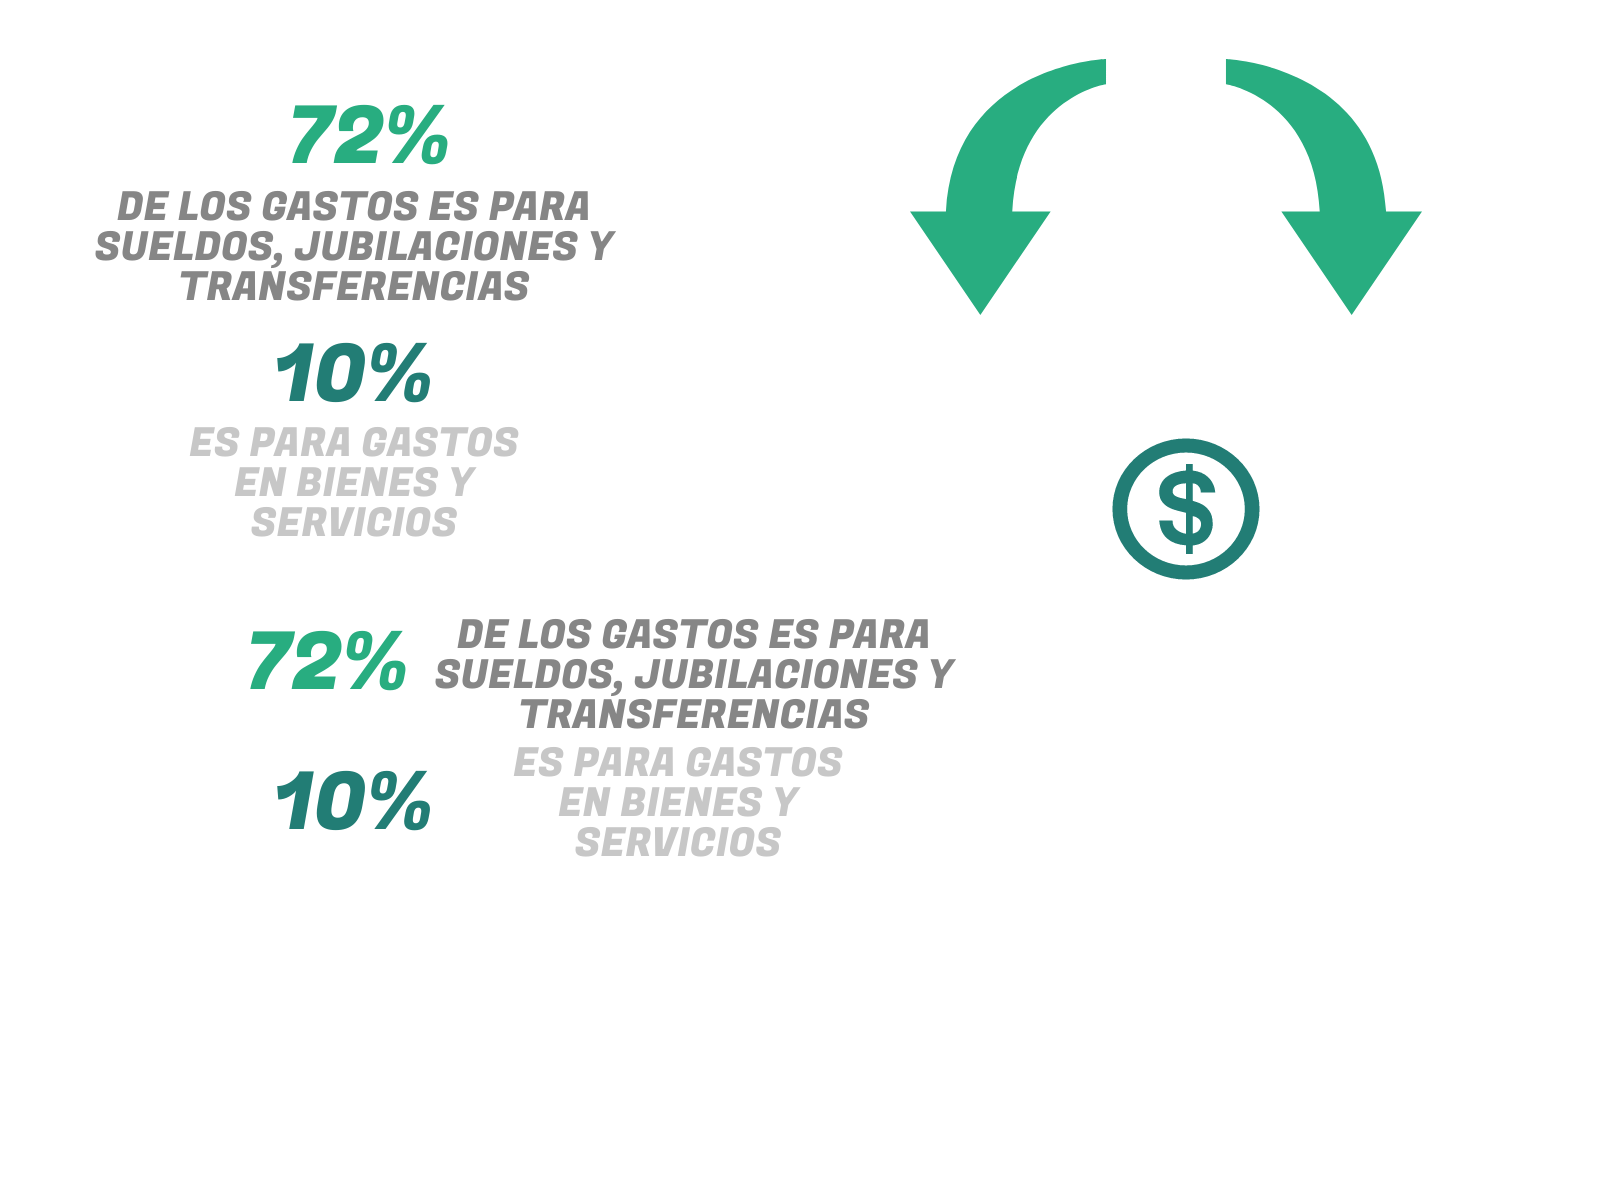 72%
DE LOS GASTOS ES PARA
SUELDOS, JUBILACIONES Y
TRANSFERENCIAS
10%
ES PARA GASTOS
EN BIENES Y
SERVICIOS
$
72%
DE LOS GASTOS ES PARA
SUELDOS, JUBILACIONES Y
TRANSFERENCIAS
10%
ES PARA GASTOS
EN BIENES Y
SERVICIOS